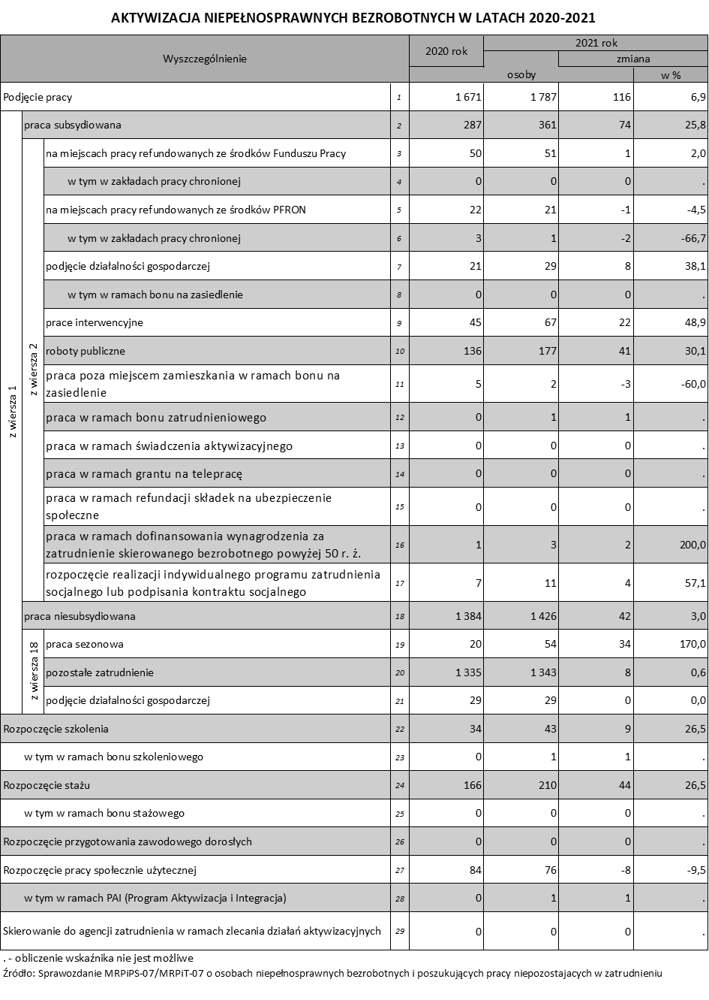 AKTYWIZACJA NIEPEŁNOSPRAWNYCH BEZROBOTNYCH W LATACH 2020-2021
Wyszczególnienie 2020 rok 2021 rok
zmiana
osoby w %
Podjęcie pracy 1 1 671 1 787 116 6,9
z wiersza 1
praca subsydiowana 2 287 361 74 25,8
z wiersza 2
na miejscach pracy refundowanych ze środków Funduszu Pracy 3 50 51 1 2,0
w tym w zakładach pracy chronionej 4 0 0 0 .
na miejscach pracy refundowanych ze środków PFRON 5 22 21 -1 -4,5
w tym w zakładach pracy chronionej 6 3 1 -2 -66,7
podjęcie działalności gospodarczej 7 21 29 8 38,1
w tym w ramach bonu na zasiedlenie 8 0 0 0 .
prace interwencyjne 9 45 67 22 48,9
roboty publiczne 10 136 177 41 30,1
praca poza miejscem zamieszkania w ramach bonu na
zasiedlenie 11 5 2 -3 -60,0
praca w ramach bonu zatrudnieniowego 12 0 1 1 .
praca w ramach świadczenia aktywizacyjnego 13 0 0 0 .
praca w ramach grantu na telepracę 14 0 0 0 .
praca w ramach refundacji składek na ubezpieczenie
społeczne 15 0 0 0 .
praca w ramach dofinansowania wynagrodzenia za
zatrudnienie skierowanego bezrobotnego powyżej 50 r. ż. 16 1 3 2 200,0
rozpoczęcie realizacji indywidualnego programu zatrudnienia
socjalnego lub podpisania kontraktu socjalnego 17 7 11 4 57,1
praca niesubsydiowana 18 1 384 1 426 42 3,0
z wiersza 18
praca sezonowa 19 20 54 34 170,0
pozostałe zatrudnienie 20 1 335 1 343 8 0,6
podjęcie działalności gospodarczej 21 29 29 0 0,0
Rozpoczęcie szkolenia 22 34 43 9 26,5
w tym w ramach bonu szkoleniowego 23 0 1 1 .
Rozpoczęcie stażu 24 166 210 44 26,5
w tym w ramach bonu stażowego 25 0 0 0 .
Rozpoczęcie przygotowania zawodowego dorosłych 26 0 0 0 .
Rozpoczęcie pracy społecznie użytecznej 27 84 76 -8 -9,5
w tym w ramach PAI (Program Aktywizacja i Integracja) 28 0 1 1 .
Skierowanie do agencji zatrudnienia w ramach zlecania działań aktywizacyjnych 29 0 0 0 .
. - obliczenie wskaźnika nie jest możliwe
Źródło: Sprawozdanie MRPiPS-07/MRPiT-07 o osobach niepełnosprawnych bezrobotnych i poszukujących pracy niepozostajacych w zatrudnieniu